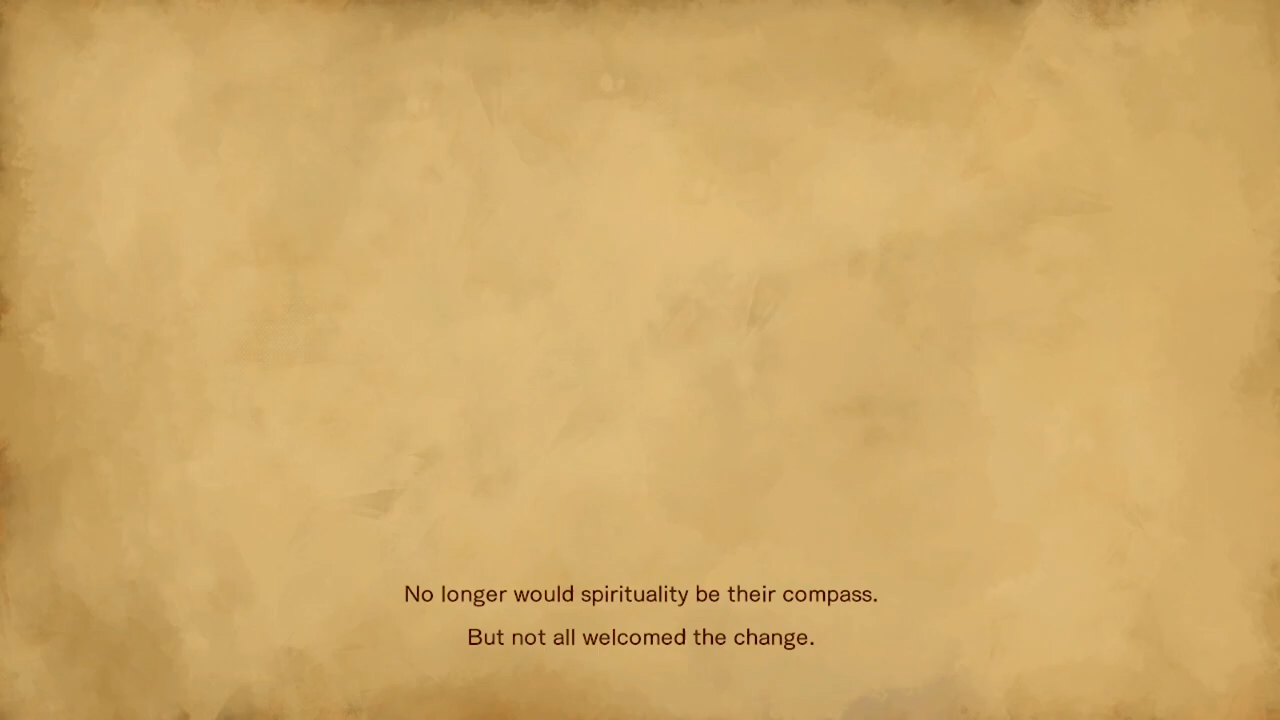 No longer would spirituality be their compass.
But not all welcomed the change.